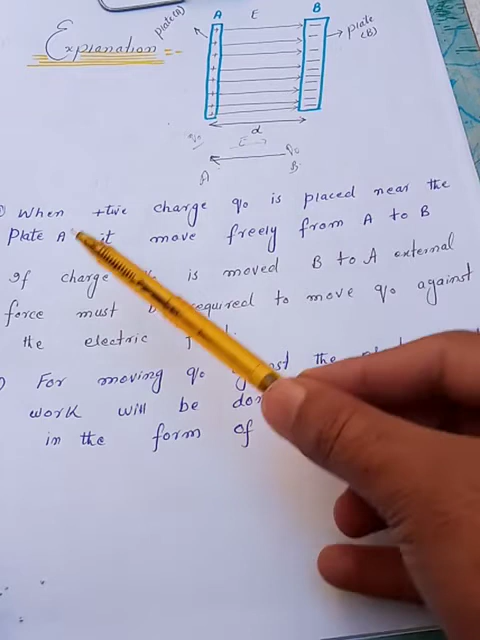 Explanation
plate(A)
A E B
plate (B)
d
q₀ E q₀
A B
When +tive charge q₀ is placed near the
Plate A it move freely from A to B
If charge is moved B to A external
force must required to move q₀ against
the electric
For moving q₀ the
work will be
in the form of